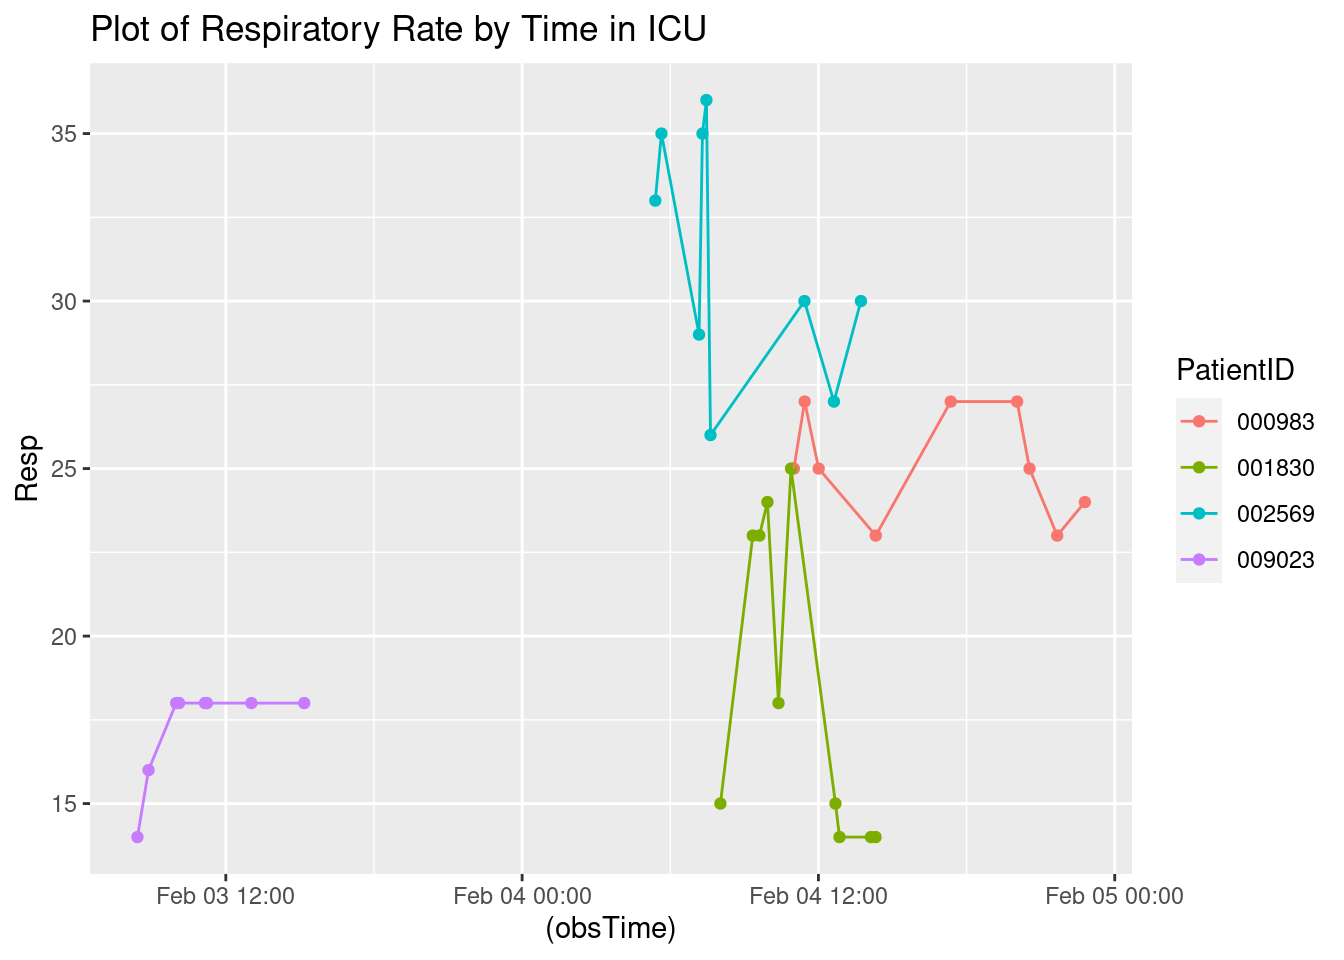 Plot of Respiratory Rate by Time in ICU
Resp
35
30
25
20
15
Feb 03 12:00
Feb 04 00:00
Feb 04 12:00
Feb 05 00:00
(obsTime)
PatientID
000983
001830
002569
009023